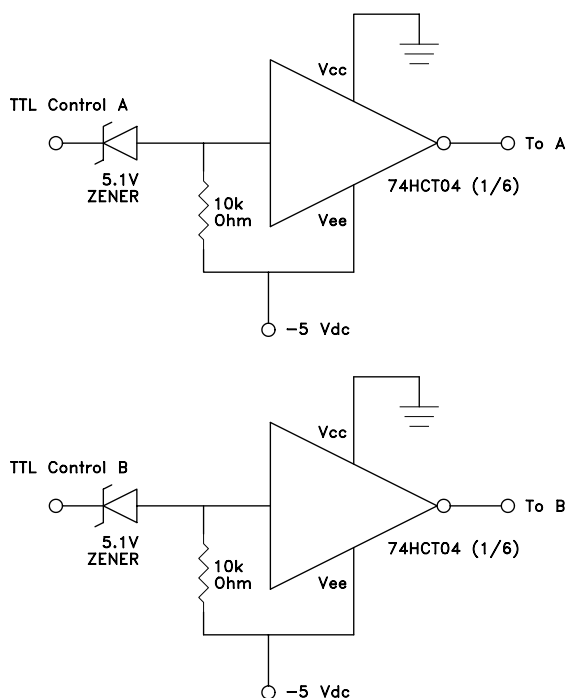 Vcc
TTL Control A
To A
5.1V
ZENER
74HCT04 (1/6)
10k
Ohm
Vee
-5 Vdc
Vcc
TTL Control B
To B
5.1V
ZENER
74HCT04 (1/6)
10k
Ohm
Vee
-5 Vdc